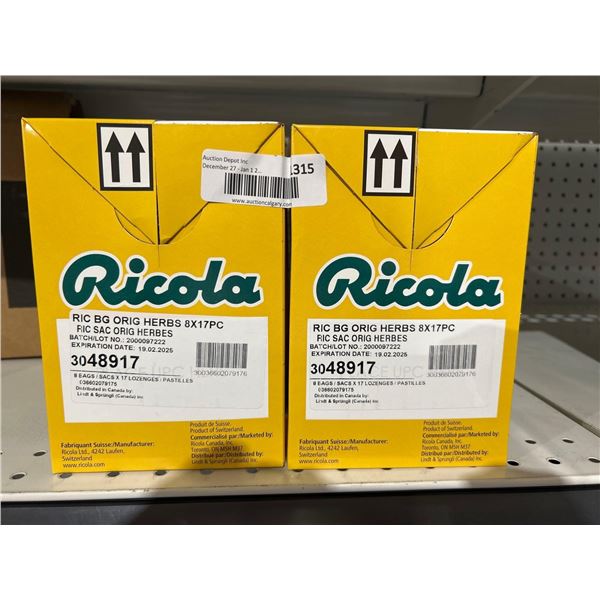 Auction Depot Inc
December 27 - Jan 1 2...
1315
www.auctioncalgary.com
Ricola
RIC BG ORIG HERBS 8X17PC
RIC SAC ORIG HERBES
BATCH/LOT NO.: 2000097222
EXPIRATION DATE: 19.02.2025
3048917
30036602079176
8 BAGS / SACS X 17 LOZENGES / PASTILLES
036602079175
Distributed in Canada by:
Lindt & Sprüngli (Canada) Inc
Fabriquant Suisse/Manufacturer:
Ricola Ltd., 4242 Laufen,
Switzerland
www.ricola.com
Produit de Suisse.
Product of Switzerland.
Commercialisé par/Marketed by:
Ricola Canada, Inc.
Toronto, ON M5H M37
Distribué par/Distributed by:
Lindt & Sprüngli (Canada) Inc.
Ricola
RIC BG ORIG HERBS 8X17PC
RIC SAC ORIG HERBES
BATCH/LOT NO.: 2000097222
EXPIRATION DATE: 19.02.2025
3048917
30036602079176
8 BAGS / SACS X 17 LOZENGES / PASTILLES
036602079175
Distributed in Canada by:
Lindt & Sprüngli (Canada) Inc
Fabriquant Suisse/Manufacturer:
Ricola Ltd., 4242 Laufen,
Switzerland
www.ricola.com
Produit de Suisse.
Product of Switzerland.
Commercialisé par/Marketed by:
Ricola Canada, Inc.
Toronto, ON M5H M37
Distribué par/Distributed by:
Lindt & Sprüngli (Canada) Inc.